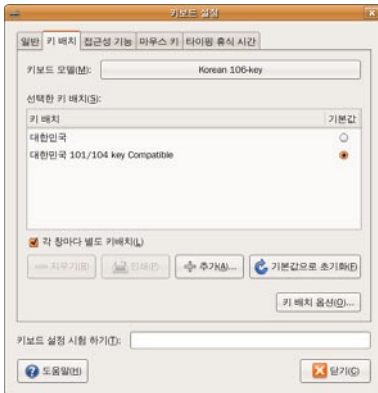 키보드 설정
일반 키 배치 접근성 기능 마우스 키 타이핑 휴식 시간
키보드 모델(M): Korean 106-key
선택한 키 배치(S):
키 배치 기본값
대한민국
대한민국 101/104 key Compatible
각 창마다 별도 키배치(L)
지우기(R) 인쇄(P)... 추가(A)... 기본값으로 초기화(F)
키 배치 옵션(O)...
키보드 설정 시험 하기(T):
도움말(H) 닫기(C)